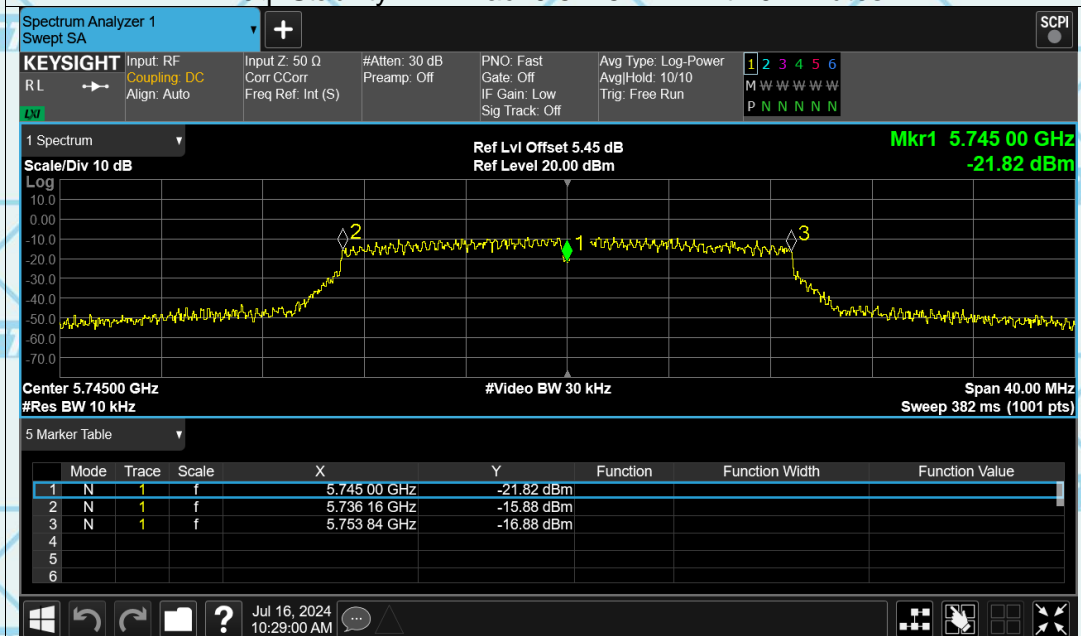 Spectrum Analyzer 1
Swept SA
+
SCPI
KEYSIGHT
RL
LXI
Input: RF
Coupling: DC
Align: Auto
Input Z: 50 Ω
Corr CCorr
Freq Ref: Int (S)
#Atten: 30 dB
Preamp: Off
PNO: Fast
Gate: Off
IF Gain: Low
Sig Track: Off
Avg Type: Log-Power
Avg|Hold: 10/10
Trig: Free Run
1 2 3 4 5 6
M W W W W W
P N N N N N
1 Spectrum
Scale/Div 10 dB
Ref Lvl Offset 5.45 dB
Ref Level 20.00 dBm
Mkr1 5.745 00 GHz
-21.82 dBm
Log
10.0
0.00
-10.0
-20.0
-30.0
-40.0
-50.0
-60.0
-70.0
2
1
3
Center 5.74500 GHz
#Video BW 30 kHz
Span 40.00 MHz
#Res BW 10 kHz
Sweep 382 ms (1001 pts)
5 Marker Table
Mode Trace Scale X Y Function Function Width Function Value
1 N 1 f 5.745 00 GHz -21.82 dBm
2 N 1 f 5.736 16 GHz -15.88 dBm
3 N 1 f 5.753 84 GHz -16.88 dBm
4
5
6
?
Jul 16, 2024
10:29:00 AM